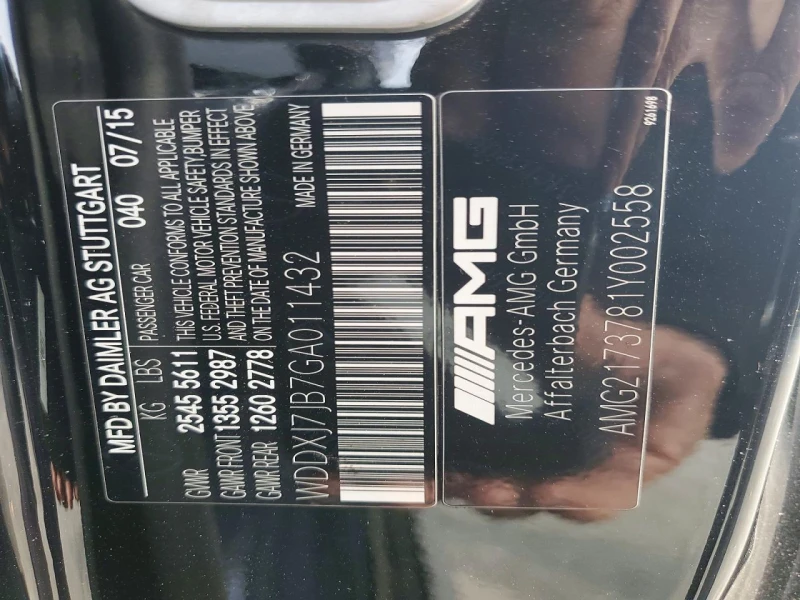 MFD BY DAIMLER AG STUTTGART
040 07/15
KG LBS PASSENGER CAR
GVWR 2545 5611 THIS VEHICLE CONFORMS TO ALL APPLICABLE
GAWR FRONT 1355 2987 U.S. FEDERAL MOTOR VEHICLE SAFETY,BUMPER
AND THEFT PREVENTION STANDARDS IN EFFECT
GAWR REAR 1260 2778 ON THE DATE OF MANUFACTURE SHOWN ABOVE
WDDXJ7JB7GA011432 MADE IN GERMANY
9261698
AMG
Mercedes-AMG GmbH
Affalterbach Germany
AMG2173781Y002558